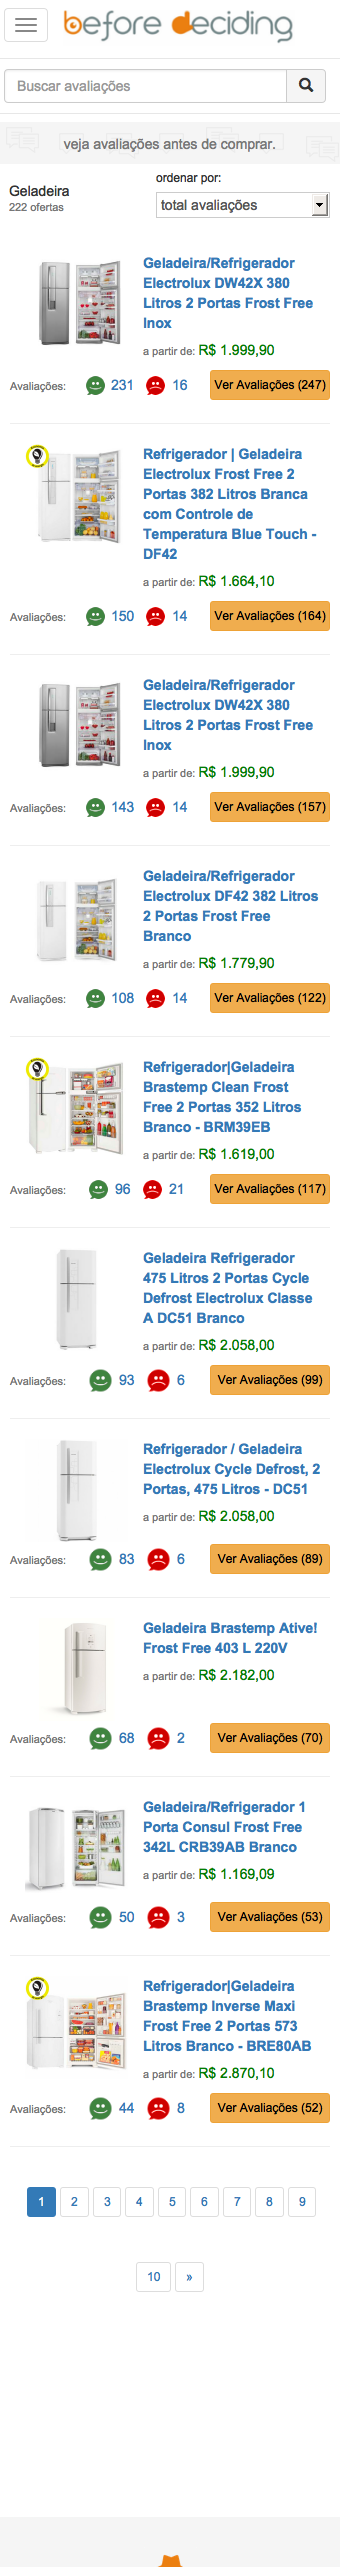 before deciding
Buscar avaliações
veja avaliações antes de comprar.
Geladeira
222 ofertas
ordenar por:
total avaliações
Geladeira/Refrigerador
Electrolux DW42X 380
Litros 2 Portas Frost Free
Inox
a partir de: R$ 1.999,90
Avaliações: 231 16 Ver Avaliações (247)
Refrigerador | Geladeira
Electrolux Frost Free 2
Portas 382 Litros Branca
com Controle de
Temperatura Blue Touch -
DF42
a partir de: R$ 1.664,10
Avaliações: 150 14 Ver Avaliações (164)
Geladeira/Refrigerador
Electrolux DW42X 380
Litros 2 Portas Frost Free
Inox
a partir de: R$ 1.999,90
Avaliações: 143 14 Ver Avaliações (157)
Geladeira/Refrigerador
Electrolux DF42 382 Litros
2 Portas Frost Free
Branco
a partir de: R$ 1.779,90
Avaliações: 108 14 Ver Avaliações (122)
Refrigerador|Geladeira
Brastemp Clean Frost
Free 2 Portas 352 Litros
Branco - BRM39EB
a partir de: R$ 1.619,00
Avaliações: 96 21 Ver Avaliações (117)
Geladeira Refrigerador
475 Litros 2 Portas Cycle
Defrost Electrolux Classe
A DC51 Branco
a partir de: R$ 2.058,00
Avaliações: 93 6 Ver Avaliações (99)
Refrigerador / Geladeira
Electrolux Cycle Defrost, 2
Portas, 475 Litros - DC51
a partir de: R$ 2.058,00
Avaliações: 83 6 Ver Avaliações (89)
Geladeira Brastemp Ative!
Frost Free 403 L 220V
a partir de: R$ 2.182,00
Avaliações: 68 2 Ver Avaliações (70)
Geladeira/Refrigerador 1
Porta Consul Frost Free
342L CRB39AB Branco
a partir de: R$ 1.169,09
Avaliações: 50 3 Ver Avaliações (53)
Refrigerador|Geladeira
Brastemp Inverse Maxi
Frost Free 2 Portas 573
Litros Branco - BRE80AB
a partir de: R$ 2.870,10
Avaliações: 44 8 Ver Avaliações (52)
1 2 3 4 5 6 7 8 9
10 »